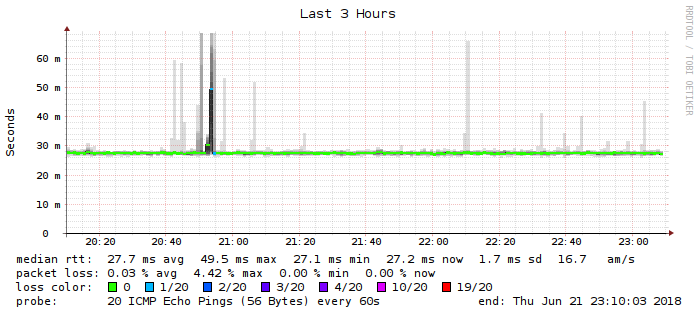 Last 3 Hours
RRDTOOL / TOBI OETIKER
Seconds
60 m
50 m
40 m
30 m
20 m
10 m
0
20:20 20:40 21:00 21:20 21:40 22:00 22:20 22:40 23:00
median rtt: 27.7 ms avg 49.5 ms max 27.1 ms min 27.2 ms now 1.7 ms sd 16.7 am/s
packet loss: 0.03 % avg 4.42 % max 0.00 % min 0.00 % now
loss color: 0 1/20 2/20 3/20 4/20 10/20 19/20
probe: 20 ICMP Echo Pings (56 Bytes) every 60s end: Thu Jun 21 23:10:03 2018